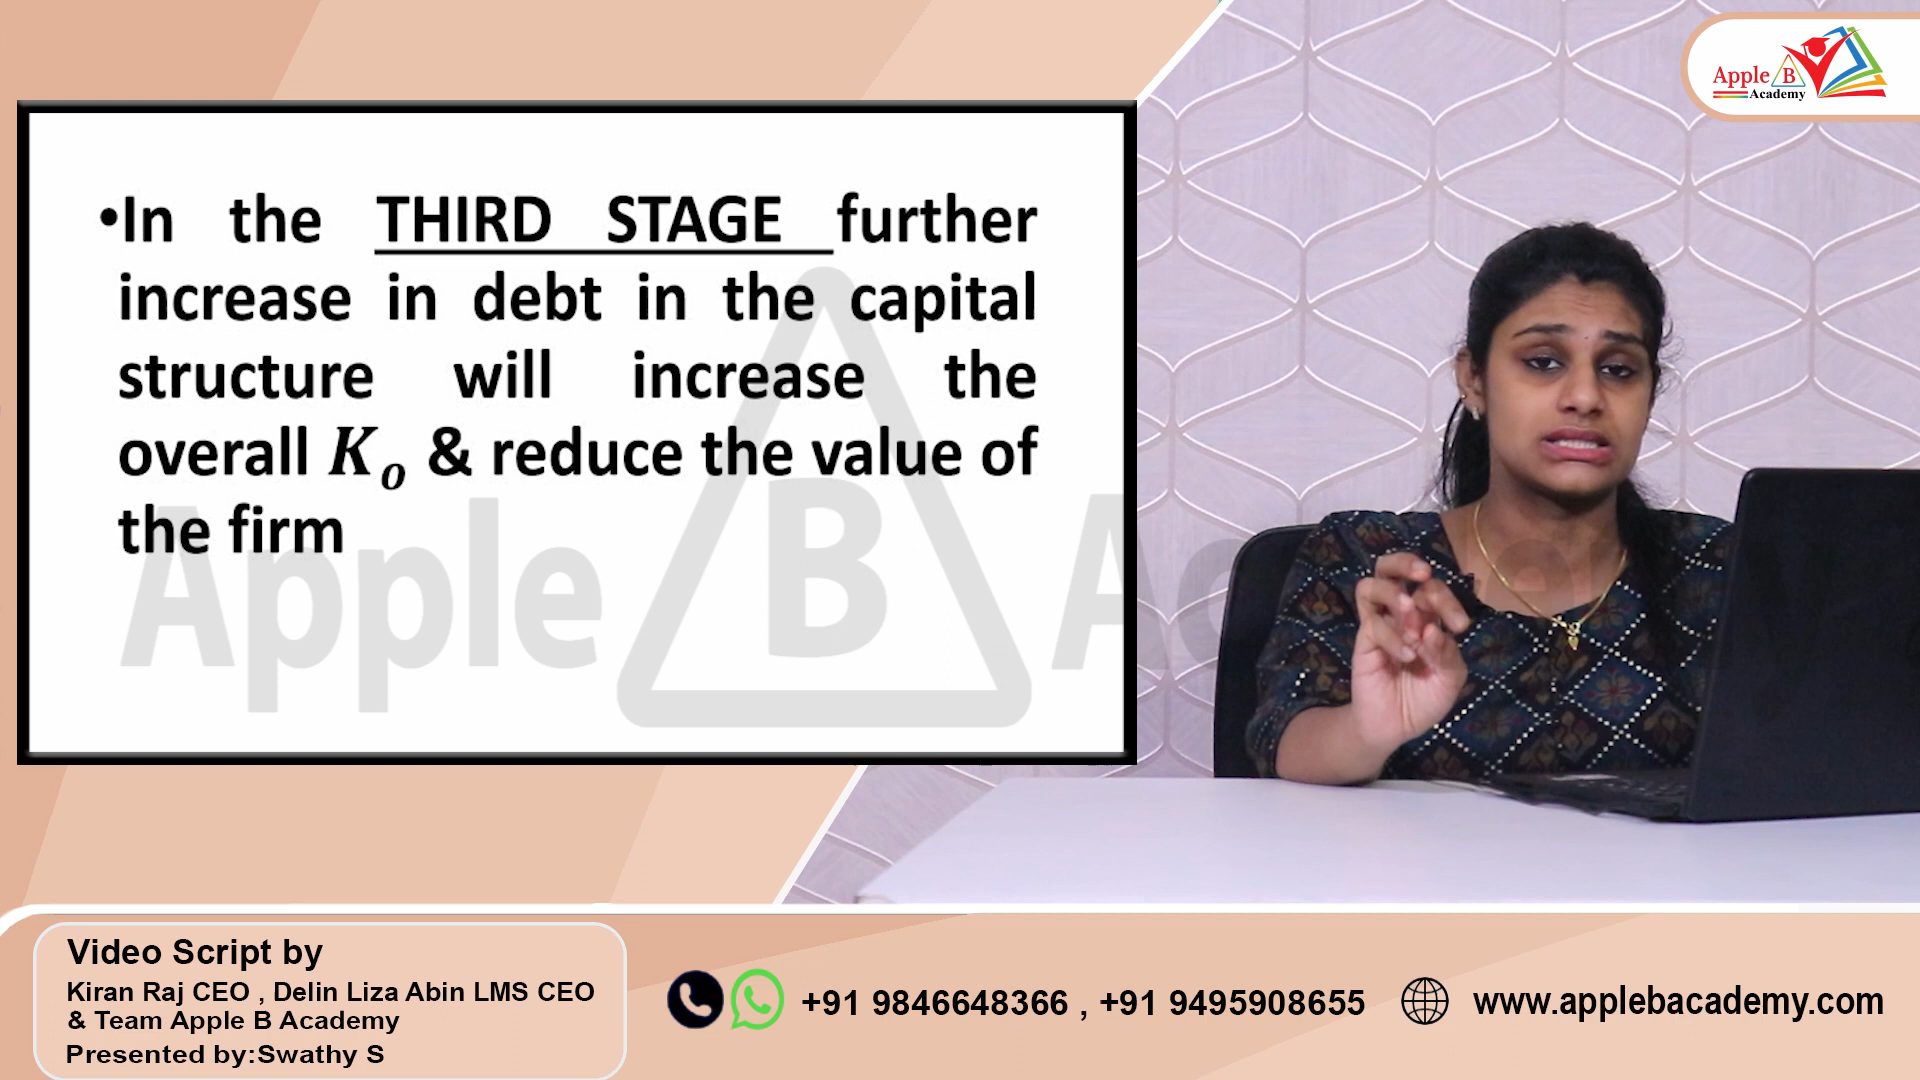 Apple B
Academy
•In the THIRD STAGE further
increase in debt in the capital
structure will increase the
overall K₀ & reduce the value of
the firm
Apple B A
Video Script by
Kiran Raj CEO , Delin Liza Abin LMS CEO
& Team Apple B Academy
Presented by:Swathy S
+91 9846648366 , +91 9495908655
www.applebacademy.com